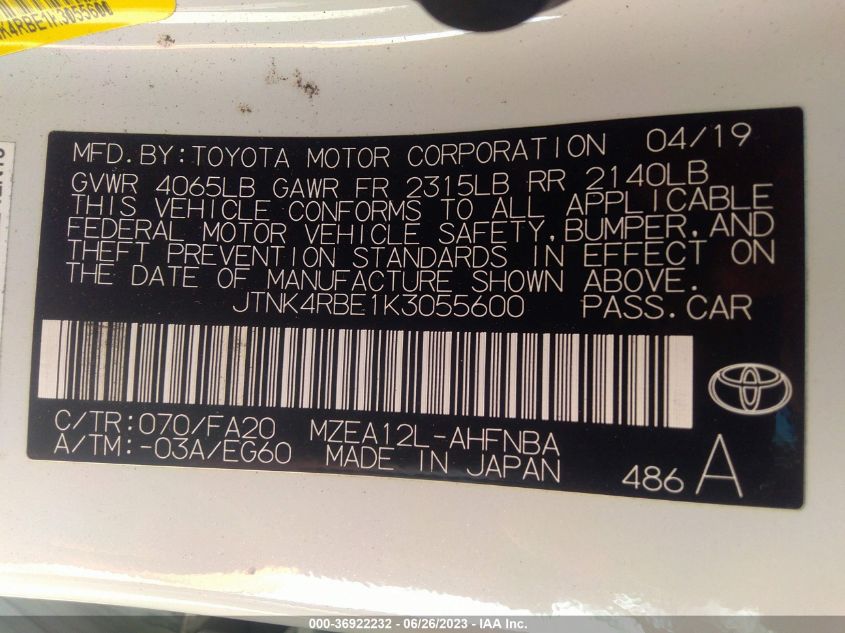 K4RBE1K3055600
MFD.BY:TOYOTA MOTOR CORPORATION 04/19
GVWR 4065LB GAWR FR 2315LB RR 2140LB
THIS VEHICLE CONFORMS TO ALL APPLICABLE
FEDERAL MOTOR VEHICLE SAFETY,BUMPER,AND
THEFT PREVENTION STANDARDS IN EFFECT ON
THE DATE OF MANUFACTURE SHOWN ABOVE.
JTNK4RBE1K3055600 PASS.CAR
C/TR:070/FA20 MZEA12L-AHFNBA
A/TM:-03A/EG60 MADE IN JAPAN
486 A
000-36922232 - 06/26/2023 - © IAA Inc.